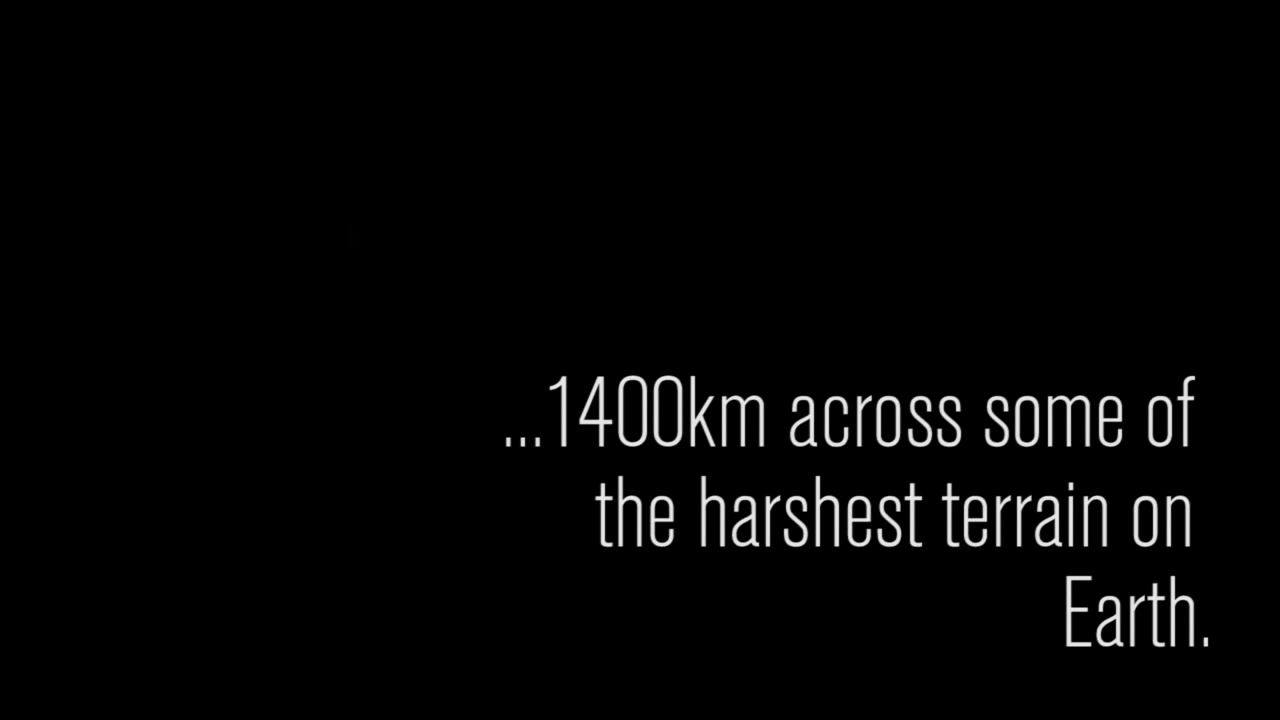 ...1400km across some of
the harshest terrain on
Earth.